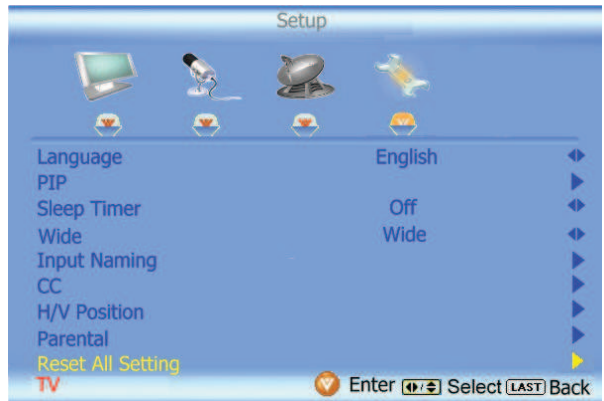 Setup
Language English
PIP
Sleep Timer Off
Wide Wide
Input Naming
CC
H/V Position
Parental
Reset All Setting
TV Enter Select LAST Back